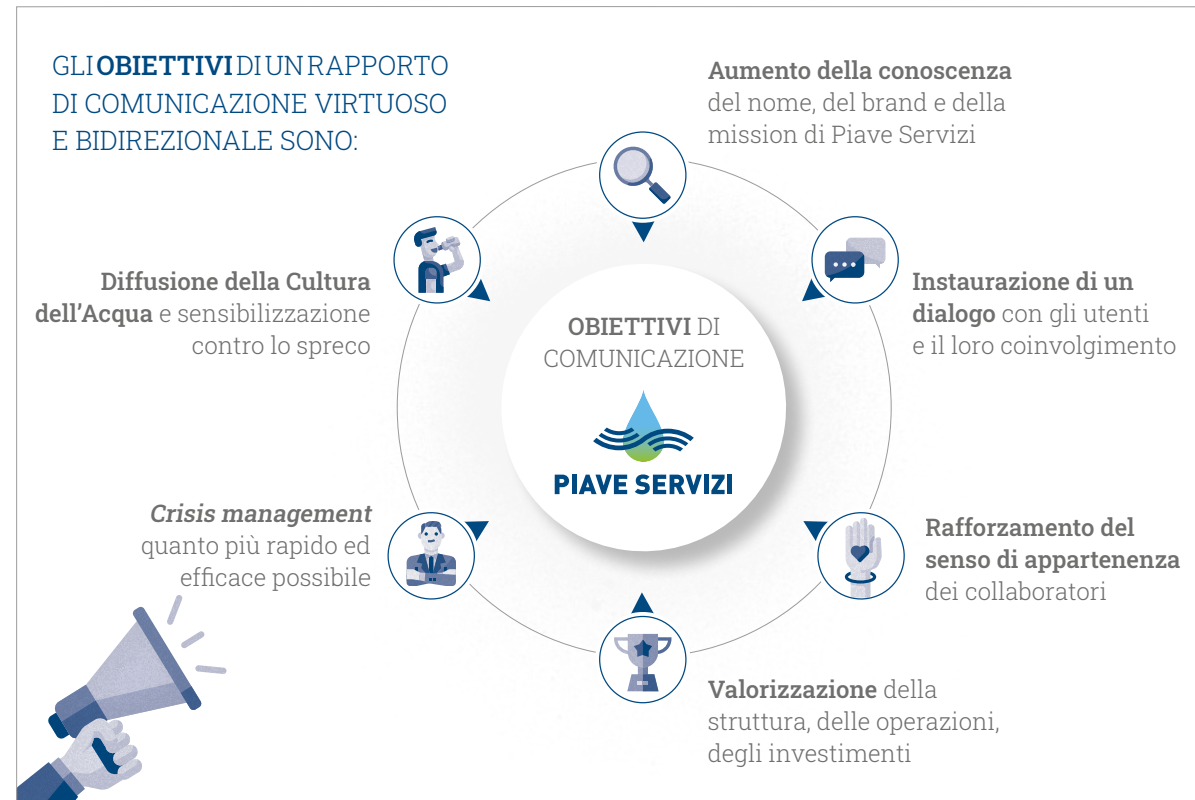 GLI OBIETTIVI DI UN RAPPORTO
DI COMUNICAZIONE VIRTUOSO
E BIDIREZIONALE SONO:
Aumento della conoscenza
del nome, del brand e della
mission di Piave Servizi
Instaurazione di un
dialogo con gli utenti
e il loro coinvolgimento
Rafforzamento del
senso di appartenenza
dei collaboratori
Valorizzazione della
struttura, delle operazioni,
degli investimenti
Crisis management
quanto più rapido ed
efficace possibile
Diffusione della Cultura
dell'Acqua e sensibilizzazione
contro lo spreco
OBIETTIVI DI
COMUNICAZIONE
PIAVE SERVIZI